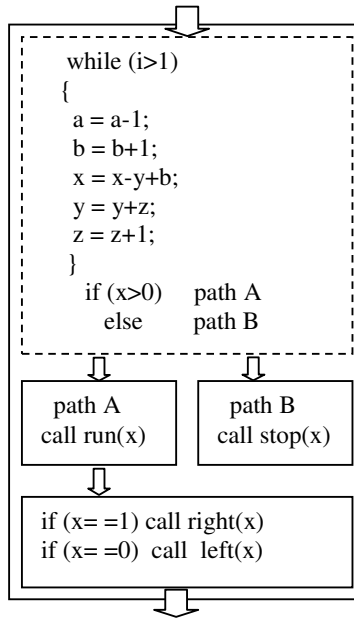 while (i>1)
{
a = a-1;
b = b+1;
x = x-y+b;
y = y+z;
z = z+1;
}
if (x>0) path A
else path B
path A
call run(x)
path B
call stop(x)
if (x= =1) call right(x)
if (x= =0) call left(x)